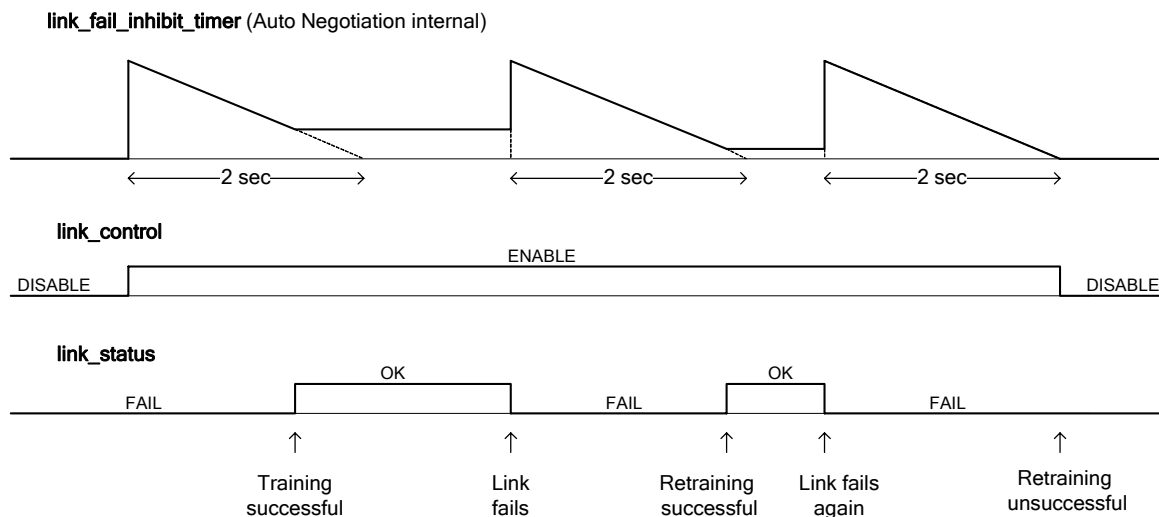 link_fail_inhibit_timer (Auto Negotiation internal)
2 sec
2 sec
2 sec
link_control
ENABLE
DISABLE
DISABLE
link_status
OK
OK
FAIL
FAIL
FAIL
Training
successful
Link
fails
Retraining
successful
Link fails
again
Retraining
unsuccessful